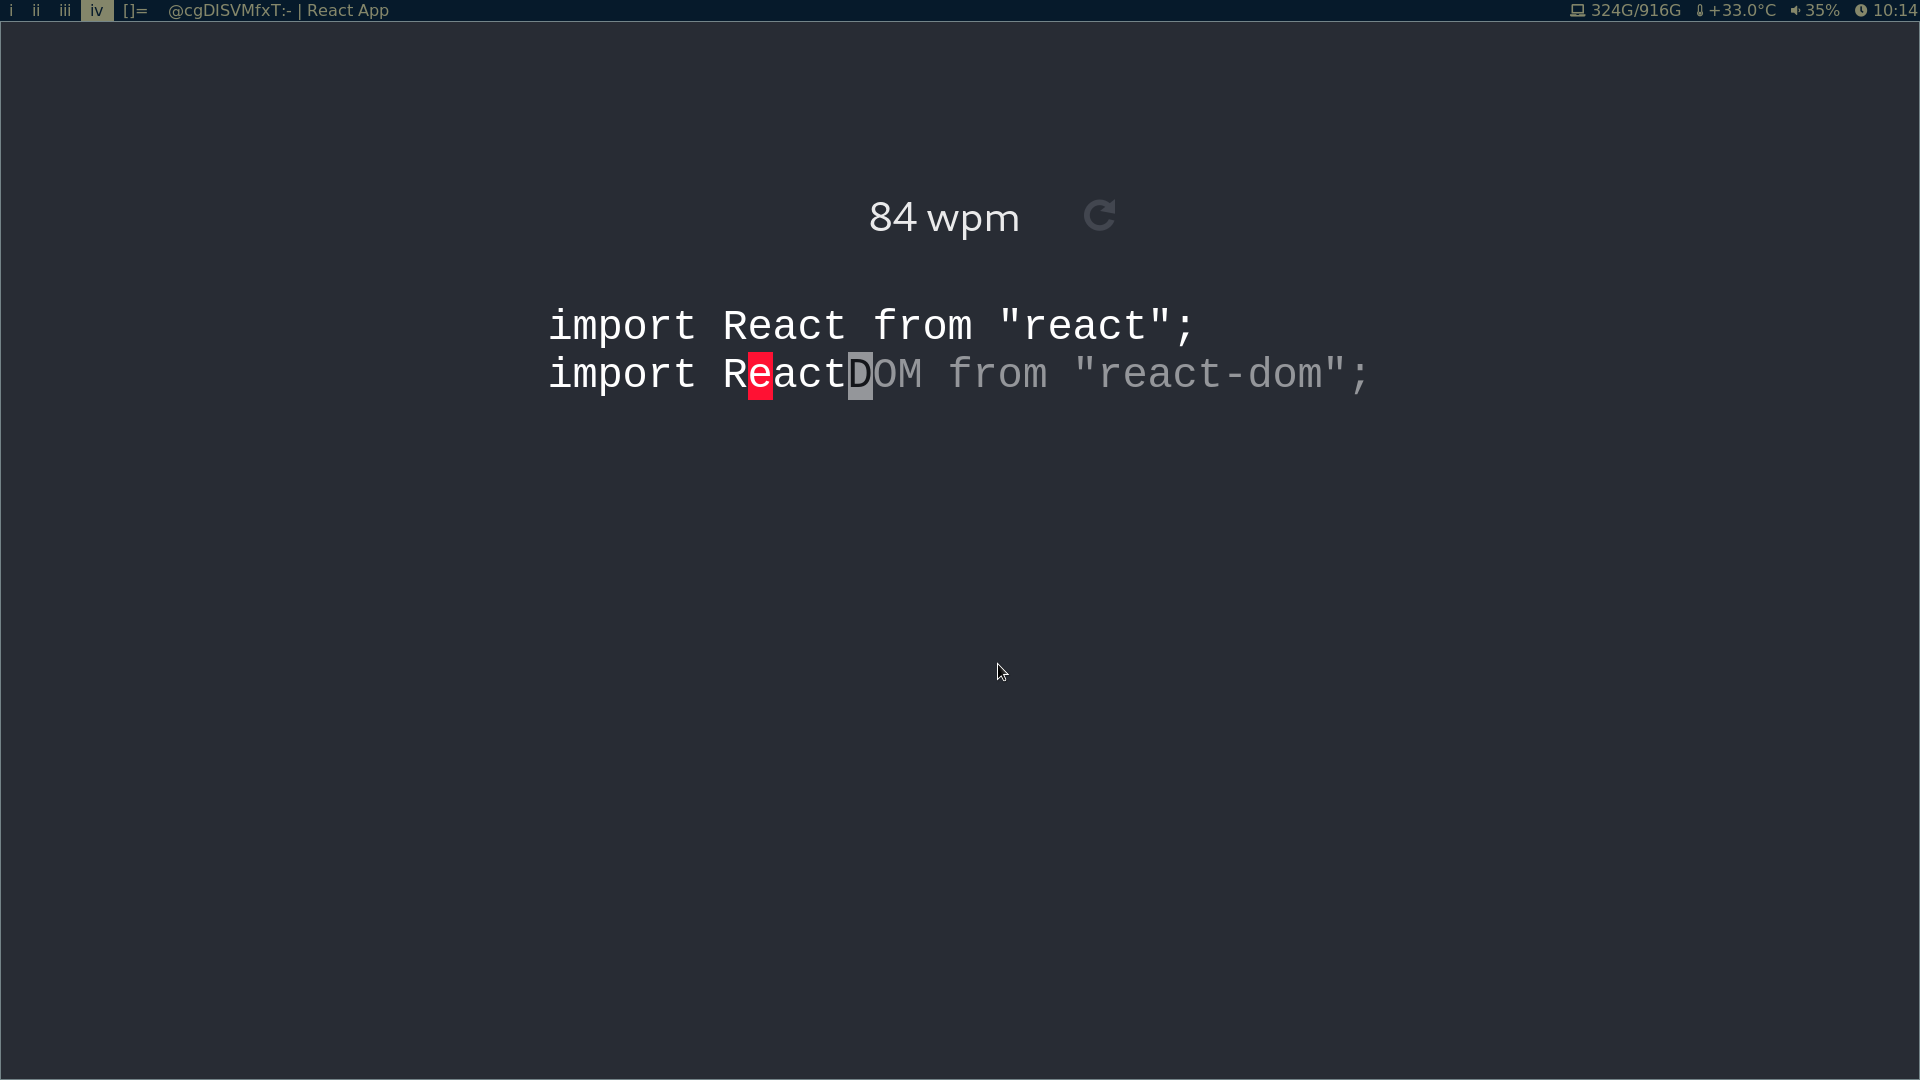 i ii iii iv []= @cgDISVMfxT:- | React App 324G/916G +33.0°C 35% 10:14
84 wpm
import React from "react";
import ReactDOM from "react-dom";